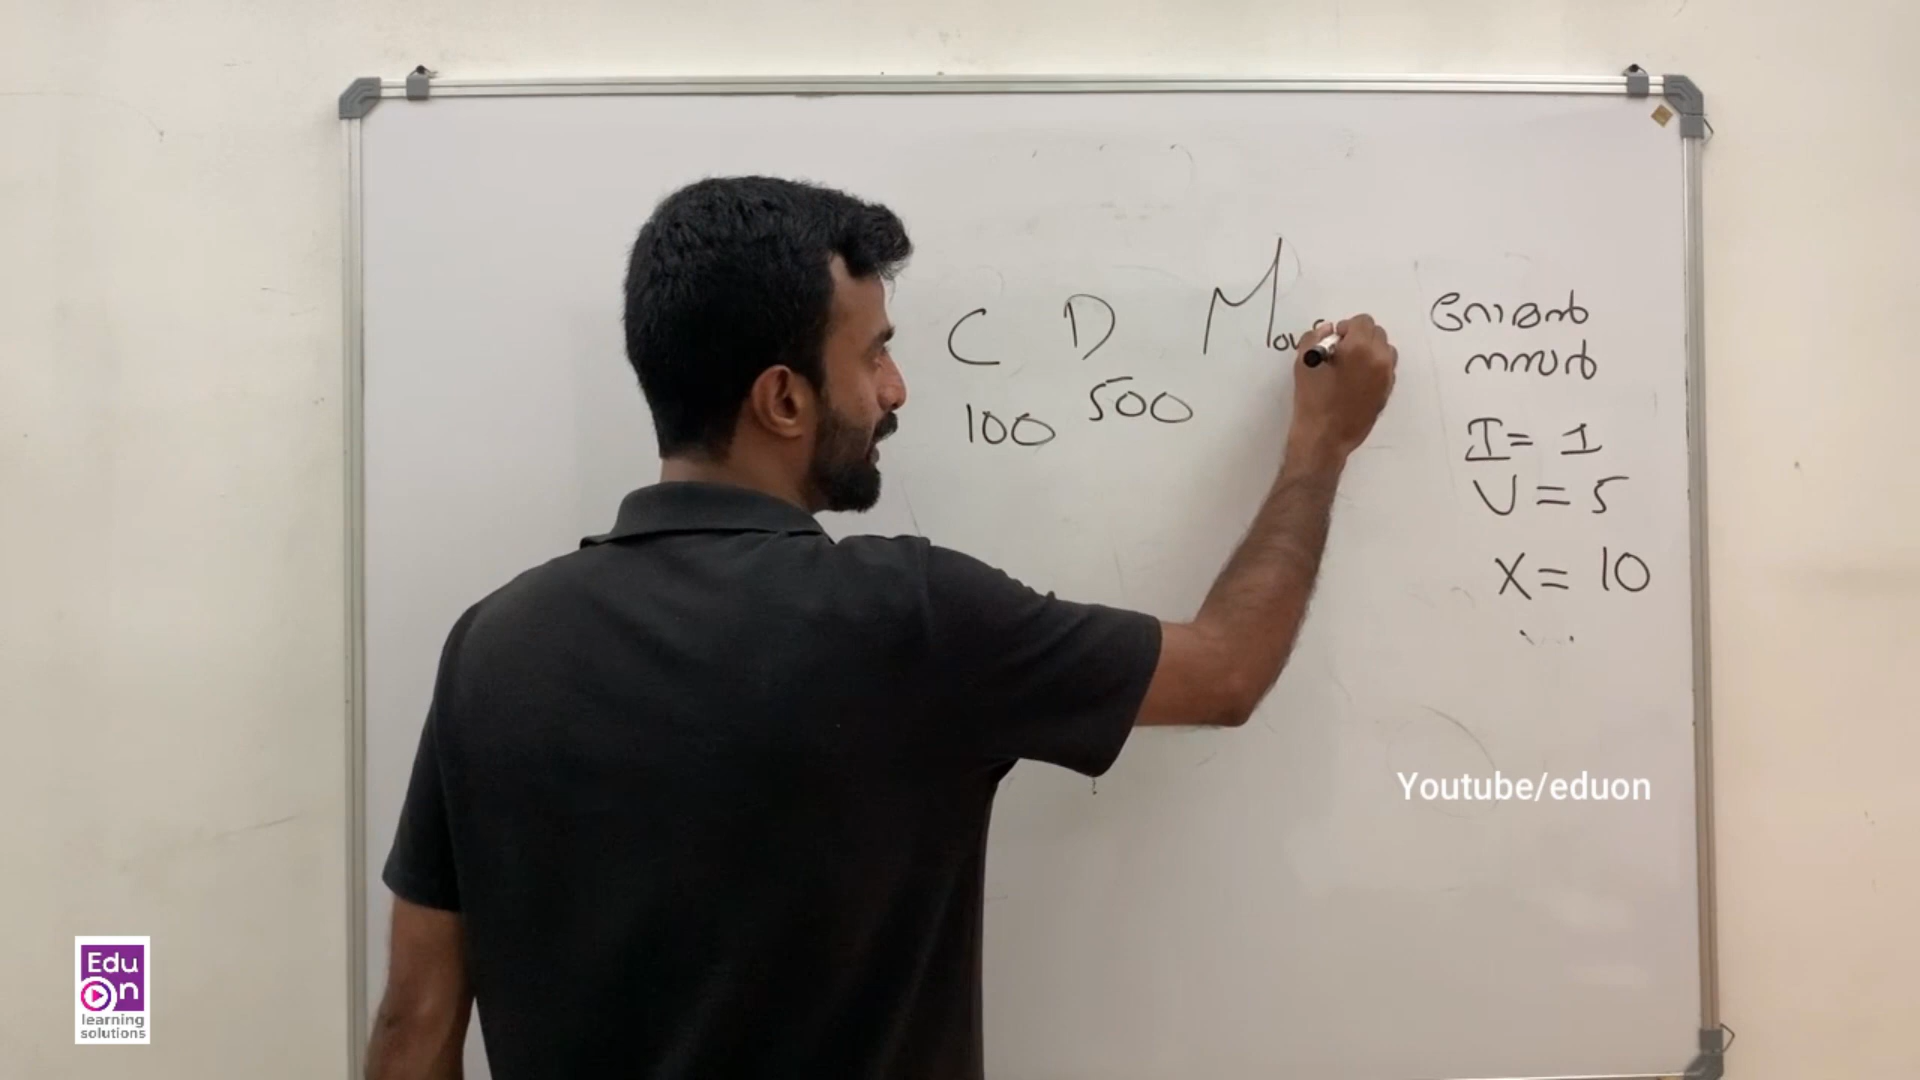 C D
100 500
റോമൻ
നമ്പർ
I = 1
V = 5
X = 10
Youtube/eduon
Edu
On
learning
solutions